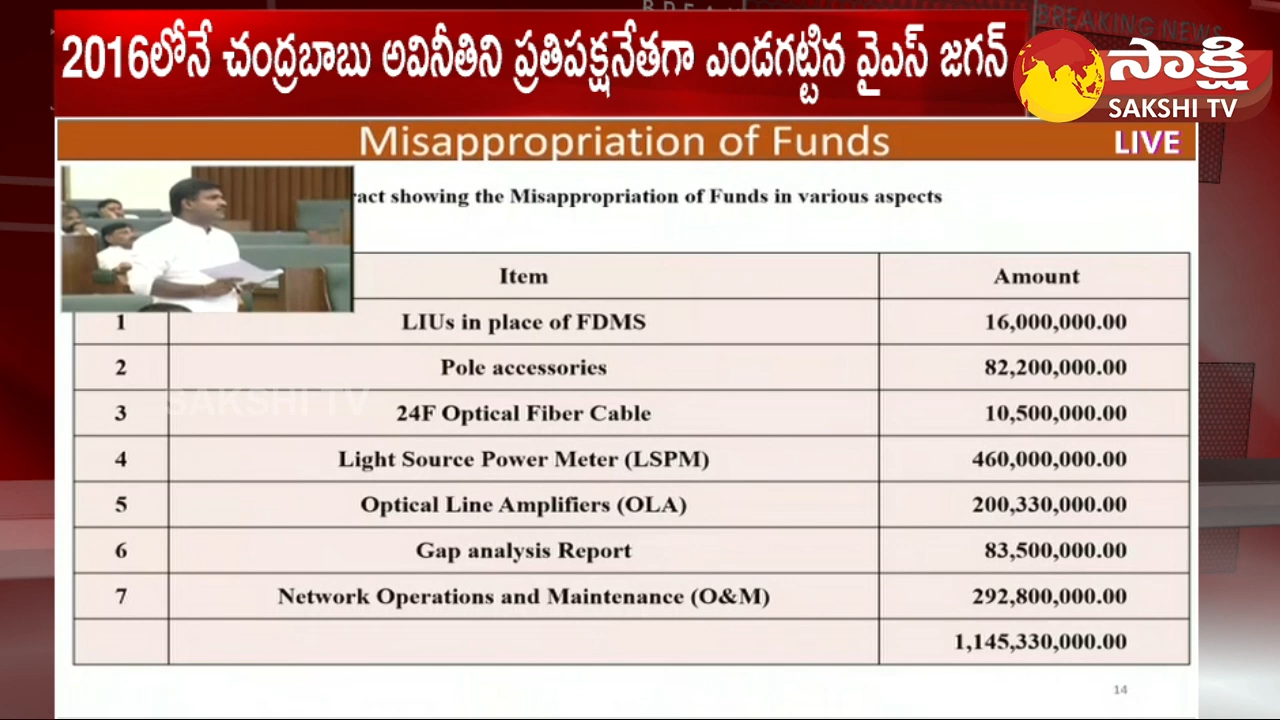 BREAKING NEWS
2016లోనే చంద్రబాబు అవినీతిని ప్రతిపక్షనేతగా ఎండగట్టిన వైఎస్ జగన్
సాక్షి
SAKSHI TV
LIVE
Misappropriation of Funds
showing the Misappropriation of Funds in various aspects
Item Amount
1 LIUs in place of FDMS 16,000,000.00
2 Pole accessories 82,200,000.00
SAKSHI TV
3 24F Optical Fiber Cable 10,500,000.00
4 Light Source Power Meter (LSPM) 460,000,000.00
5 Optical Line Amplifiers (OLA) 200,330,000.00
6 Gap analysis Report 83,500,000.00
7 Network Operations and Maintenance (O&M) 292,800,000.00
1,145,330,000.00
14